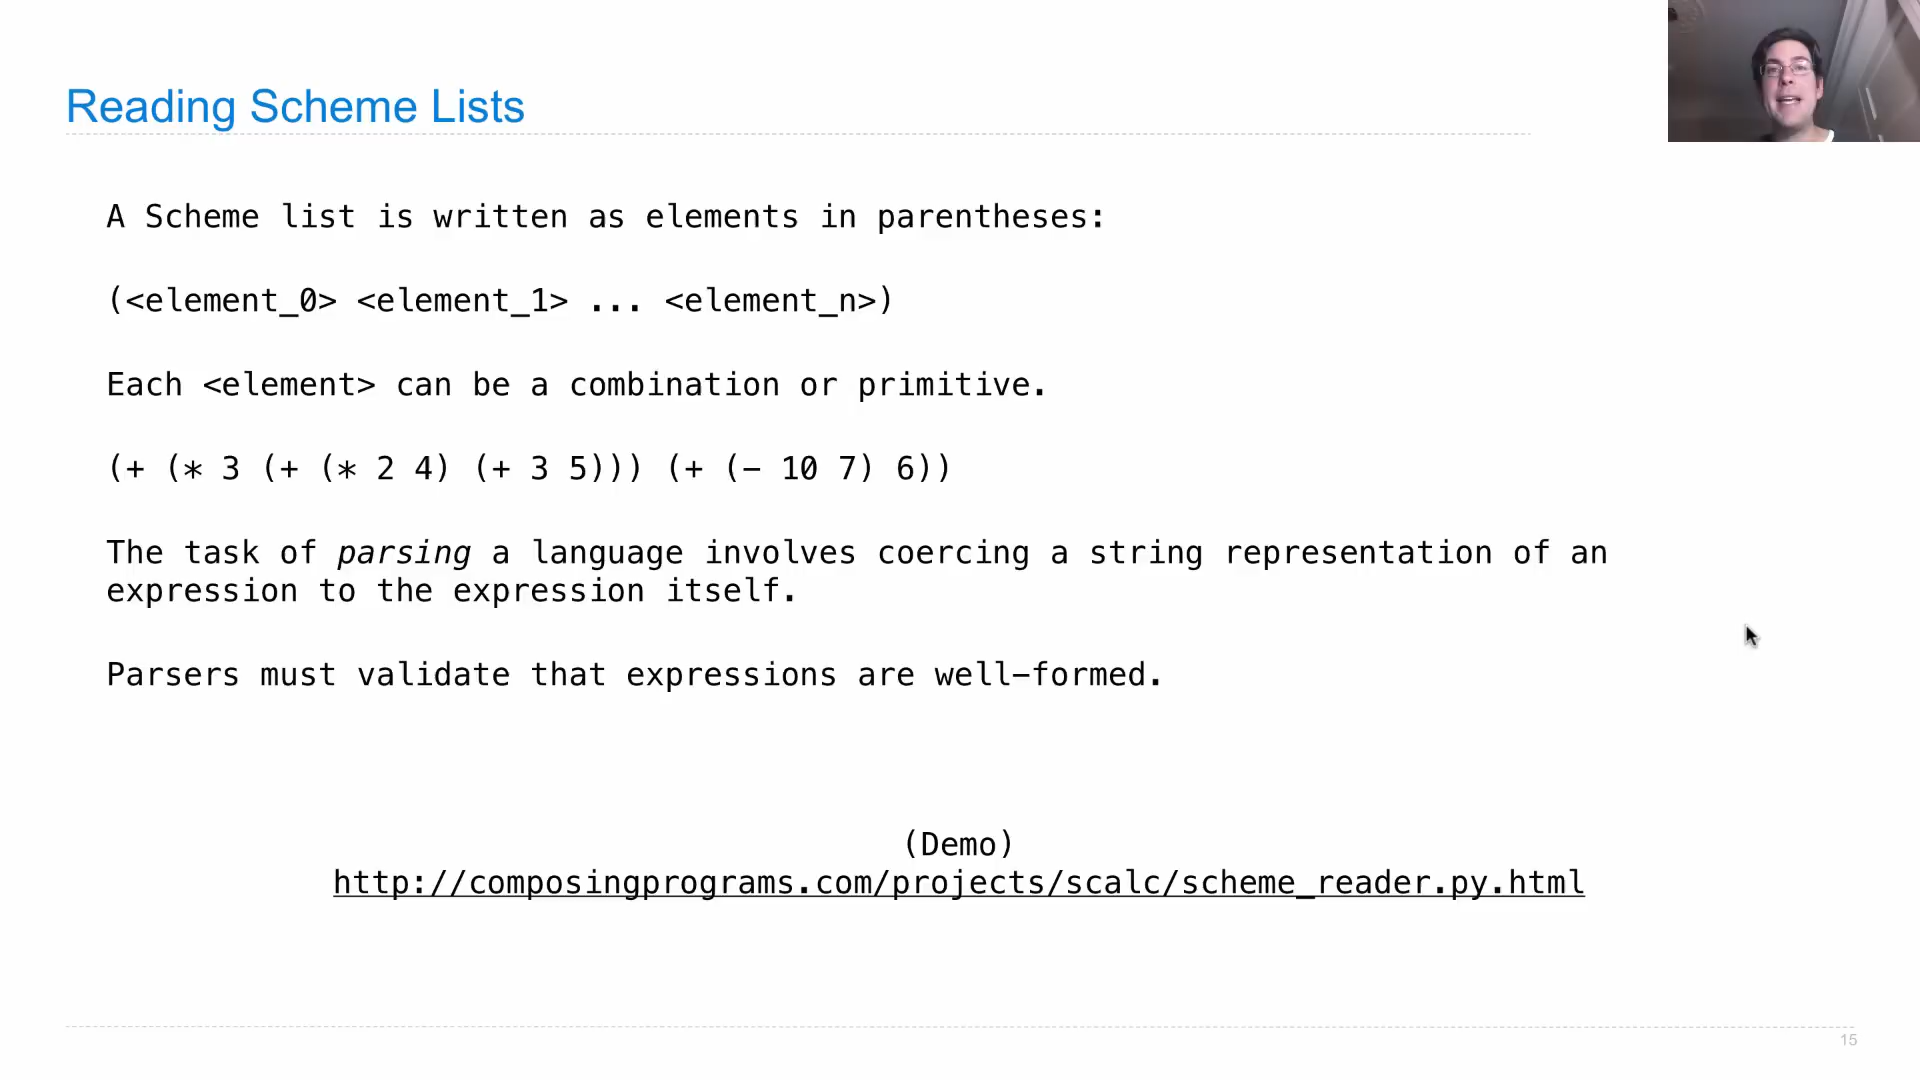 Reading Scheme Lists
A Scheme list is written as elements in parentheses:
(<element_0> <element_1> ... <element_n>)
Each <element> can be a combination or primitive.
(+ (* 3 (+ (* 2 4) (+ 3 5))) (+ (- 10 7) 6))
The task of parsing a language involves coercing a string representation of an
expression to the expression itself.
Parsers must validate that expressions are well-formed.
(Demo)
http://composingprograms.com/projects/scalc/scheme_reader.py.html
15